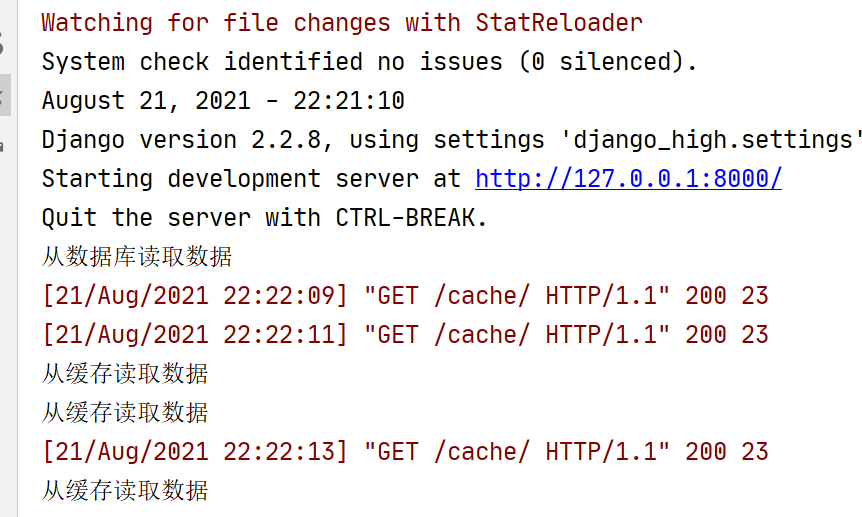 Watching for file changes with StatReloader
System check identified no issues (0 silenced).
August 21, 2021 - 22:21:10
Django version 2.2.8, using settings 'django_high.settings'
Starting development server at http://127.0.0.1:8000/
Quit the server with CTRL-BREAK.
从数据库读取数据
[21/Aug/2021 22:22:09] "GET /cache/ HTTP/1.1" 200 23
[21/Aug/2021 22:22:11] "GET /cache/ HTTP/1.1" 200 23
从缓存读取数据
从缓存读取数据
[21/Aug/2021 22:22:13] "GET /cache/ HTTP/1.1" 200 23
从缓存读取数据